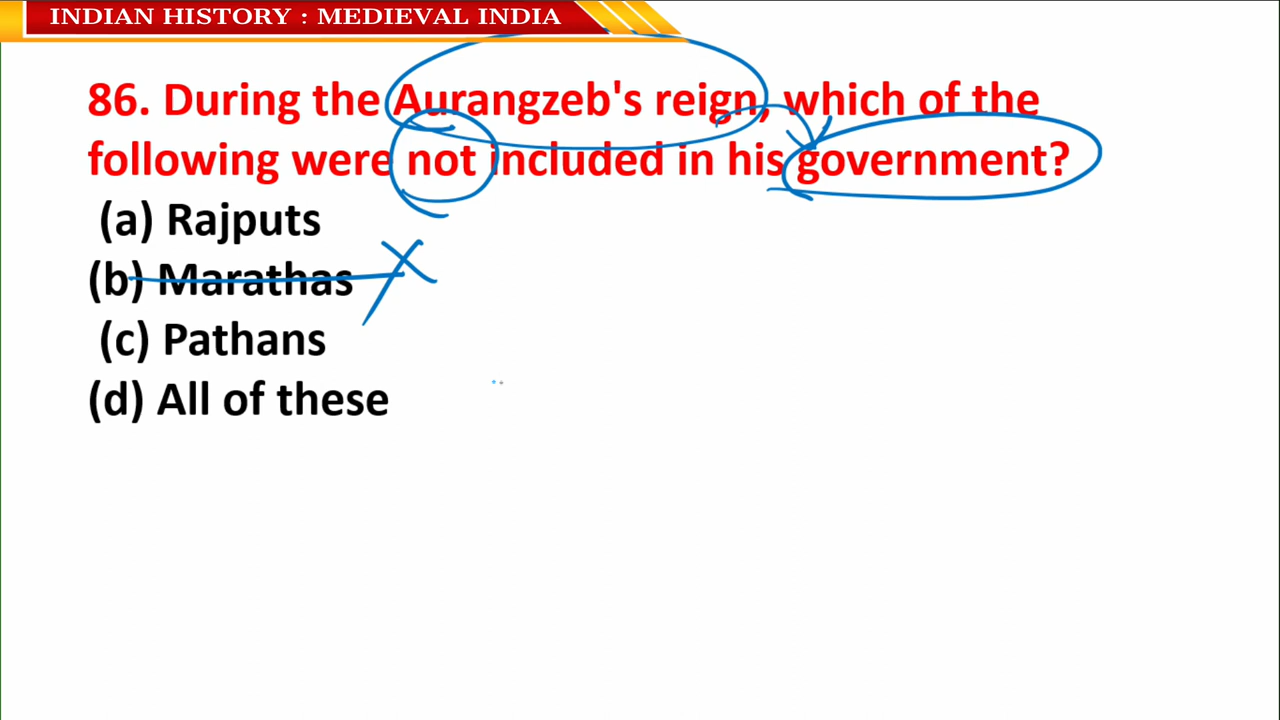 INDIAN HISTORY : MEDIEVAL INDIA
86. During the Aurangzeb's reign, which of the
following were not included in his government?
(a) Rajputs
(b) Marathas
(c) Pathans
(d) All of these